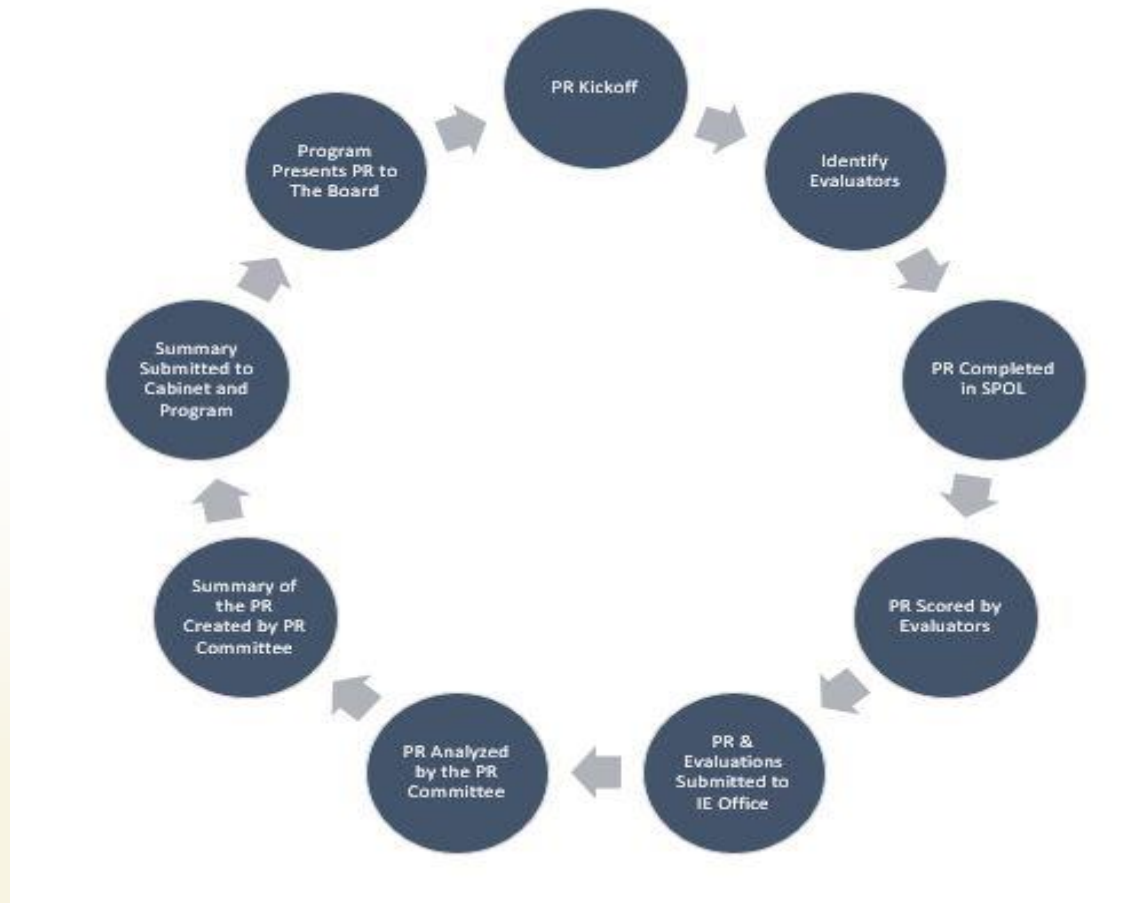 PR Kickoff
Identify
Evaluators
PR Completed
in SPOL
PR Scored by
Evaluators
PR &
Evaluations
Submitted to
IE Office
PR Analyzed
by the PR
Committee
Summary of
the PR
Created by PR
Committee
Summary
Submitted to
Cabinet and
Program
Program
Presents PR to
The Board